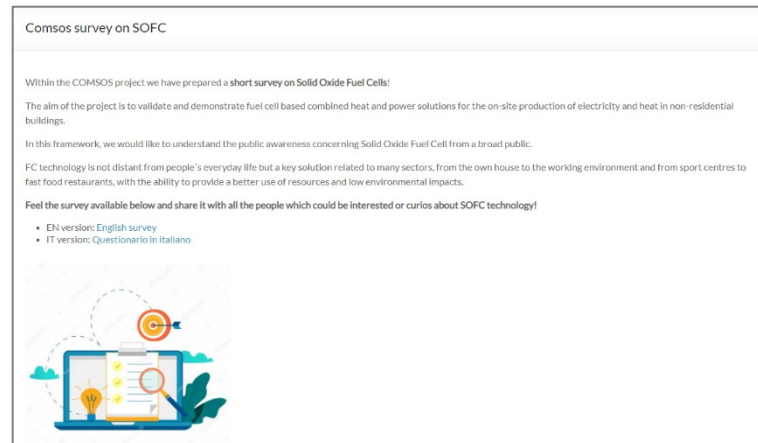 Comsos survey on SOFC
Within the COMSOS project we have prepared a short survey on Solid Oxide Fuel Cells!
The aim of the project is to validate and demonstrate fuel cell based combined heat and power solutions for the on-site production of electricity and heat in non-residential
buildings.
In this framework, we would like to understand the public awareness concerning Solid Oxide Fuel Cell from a broad public.
FC technology is not distant from people's everyday life but a key solution related to many sectors, from the own house to the working environment and from sport centres to
fast food restaurants, with the ability to provide a better use of resources and low environmental impacts.
Feel the survey available below and share it with all the people which could be interested or curios about SOFC technology!
• EN version: English survey
• IT version: Questionario in italiano